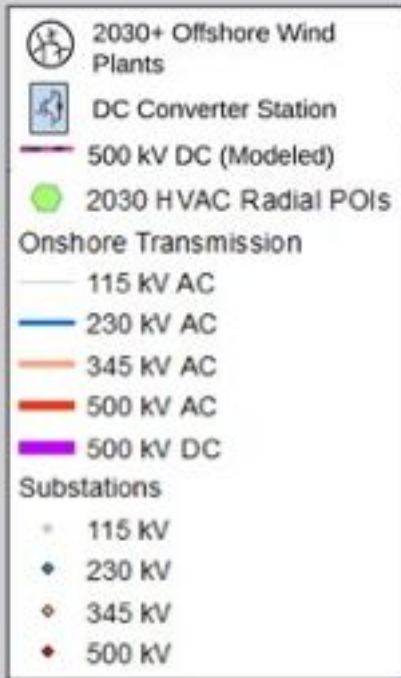 2030+ Offshore Wind
Plants
DC Converter Station
500 kV DC (Modeled)
2030 HVAC Radial POIs
Onshore Transmission
115 kV AC
230 kV AC
345 kV AC
500 kV AC
500 kV DC
Substations
115 kV
230 kV
345 kV
500 kV